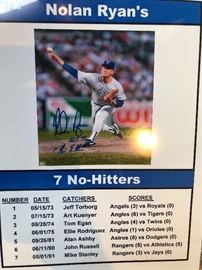 Nolan Ryan's
7 No-Hitters
NUMBER DATE CATCHERS SCORES
1 05/15/73 Jeff Torborg Angels (3) vs Royals (0)
2 07/15/73 Art Kusnyar Angels (6) vs Tigers (0)
3 09/28/74 Tom Egan Angels (4) vs Twins (0)
4 06/01/75 Ellie Rodriguez Angels (1) vs Orioles (0)
5 09/26/81 Alan Ashby Astros (5) vs Dodgers (0)
6 06/11/90 John Russell Rangers (5) vs Athletics (0)
7 05/01/91 Mike Stanley Rangers (3) vs Jays (0)